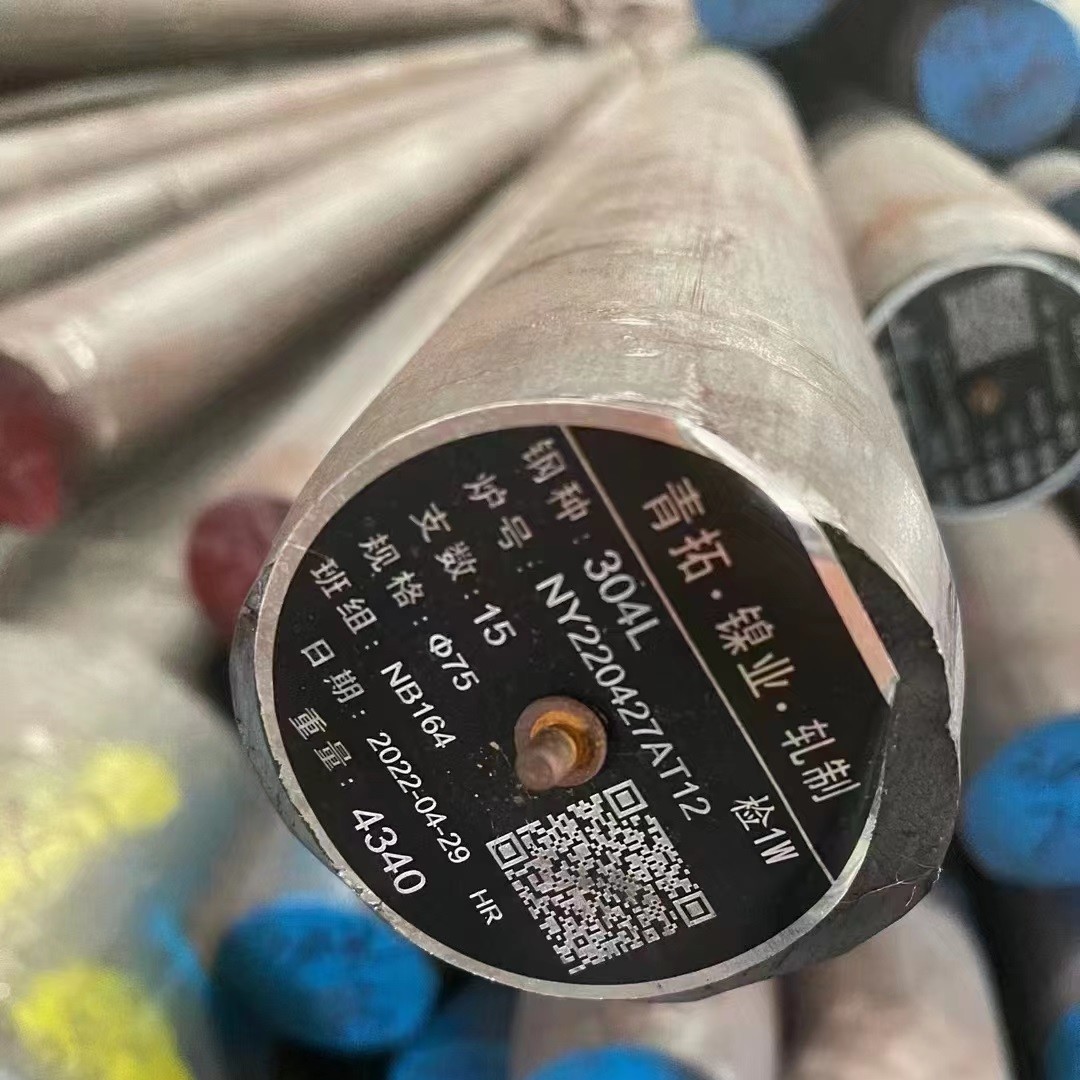 青拓·镍业·轧制
钢种：304L 检1W
炉号：NY220427AT12
支数：15
规格：Φ75
班组：NB164
日期：2022-04-29 HR
重量：4340